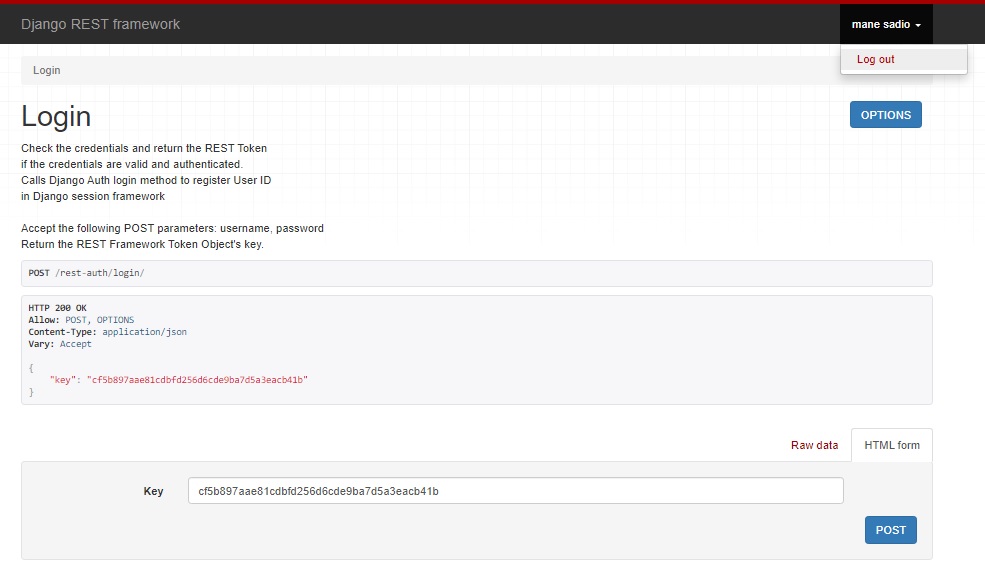 Django REST framework
mane sadio
Log out
Login
Login
OPTIONS
Check the credentials and return the REST Token
if the credentials are valid and authenticated.
Calls Django Auth login method to register User ID
in Django session framework
Accept the following POST parameters: username, password
Return the REST Framework Token Object's key.
POST /rest-auth/login/
HTTP 200 OK
Allow: POST, OPTIONS
Content-Type: application/json
Vary: Accept
{
"key": "cf5b897aae81cdbfd256d6cde9ba7d5a3eacb41b"
}
Raw data
HTML form
Key
cf5b897aae81cdbfd256d6cde9ba7d5a3eacb41b
POST